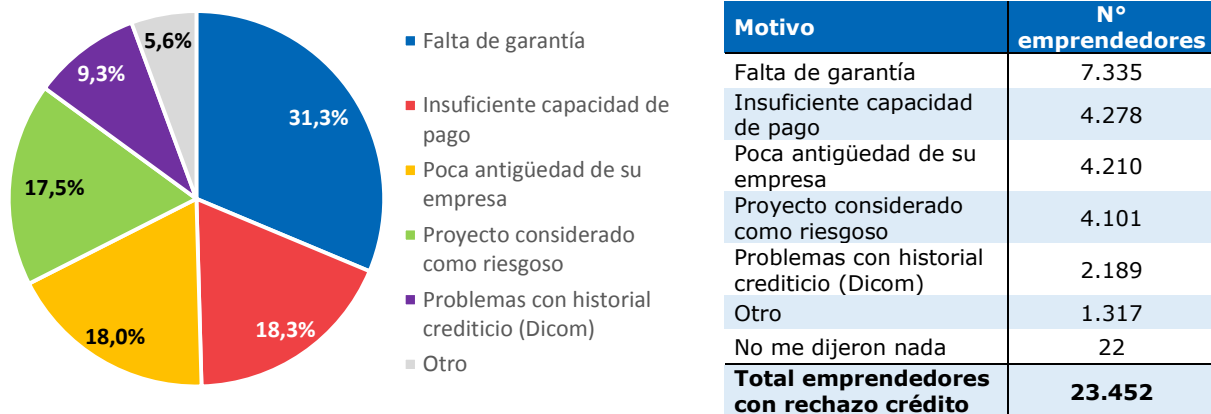 5,6%
9,3%
31,3%
17,5%
18,0%
18,3%
Falta de garantía
Insuficiente capacidad de
pago
Poca antigüedad de su
empresa
Proyecto considerado
como riesgoso
Problemas con historial
crediticio (Dicom)
Otro
Motivo
N°
emprendedores
Falta de garantía
7.335
Insuficiente capacidad
de pago
4.278
Poca antigüedad de su
empresa
4.210
Proyecto considerado
como riesgoso
4.101
Problemas con historial
crediticio (Dicom)
2.189
Otro
1.317
No me dijeron nada
22
Total emprendedores
con rechazo crédito
23.452